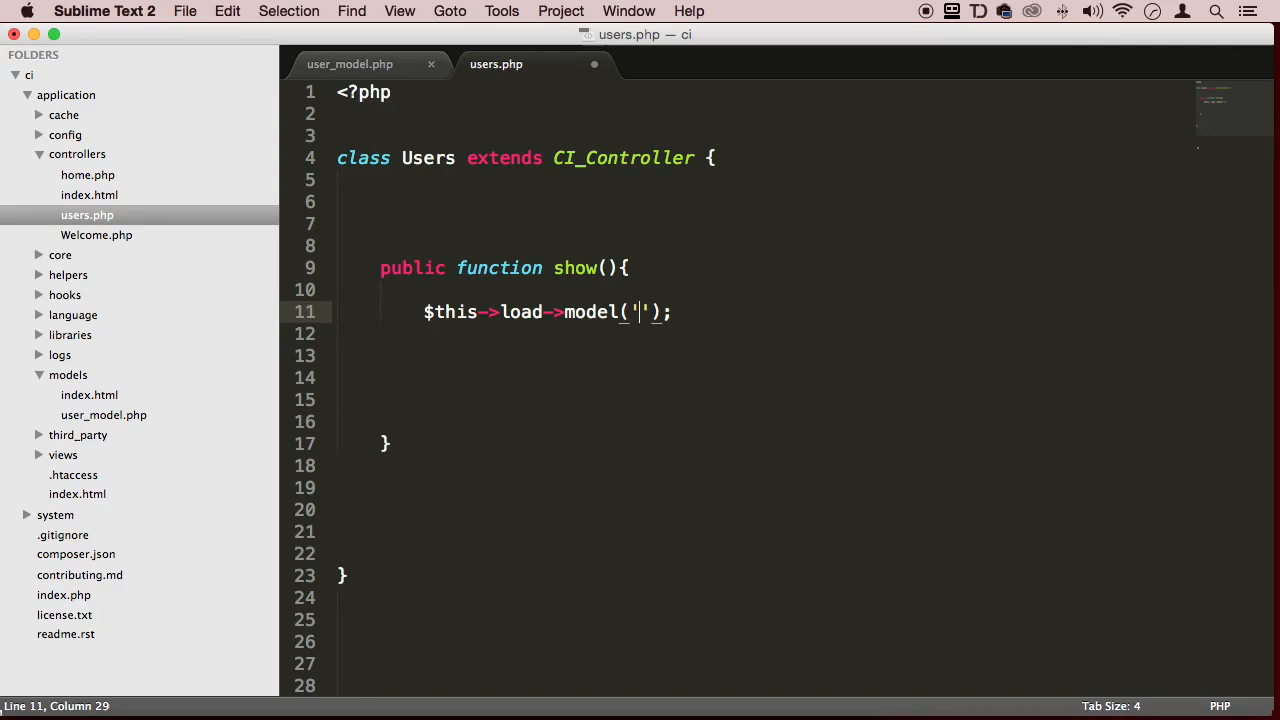 Sublime Text 2 File Edit Selection Find View Goto Tools Project Window Help
users.php — ci
FOLDERS
ci
application
cache
config
controllers
home.php
index.html
users.php
Welcome.php
core
helpers
hooks
language
libraries
logs
models
index.html
user_model.php
third_party
views
.htaccess
index.html
system
.gitignore
composer.json
contributing.md
index.php
license.txt
readme.rst
user_model.php × users.php
1 <?php
2
3
4 class Users extends CI_Controller {
5
6
7
8
9 public function show(){
10
11 $this->load->model('');
12
13
14
15
16
17 }
18
19
20
21
22
23 }
24
25
26
27
28
Line 11, Column 29 Tab Size: 4 PHP